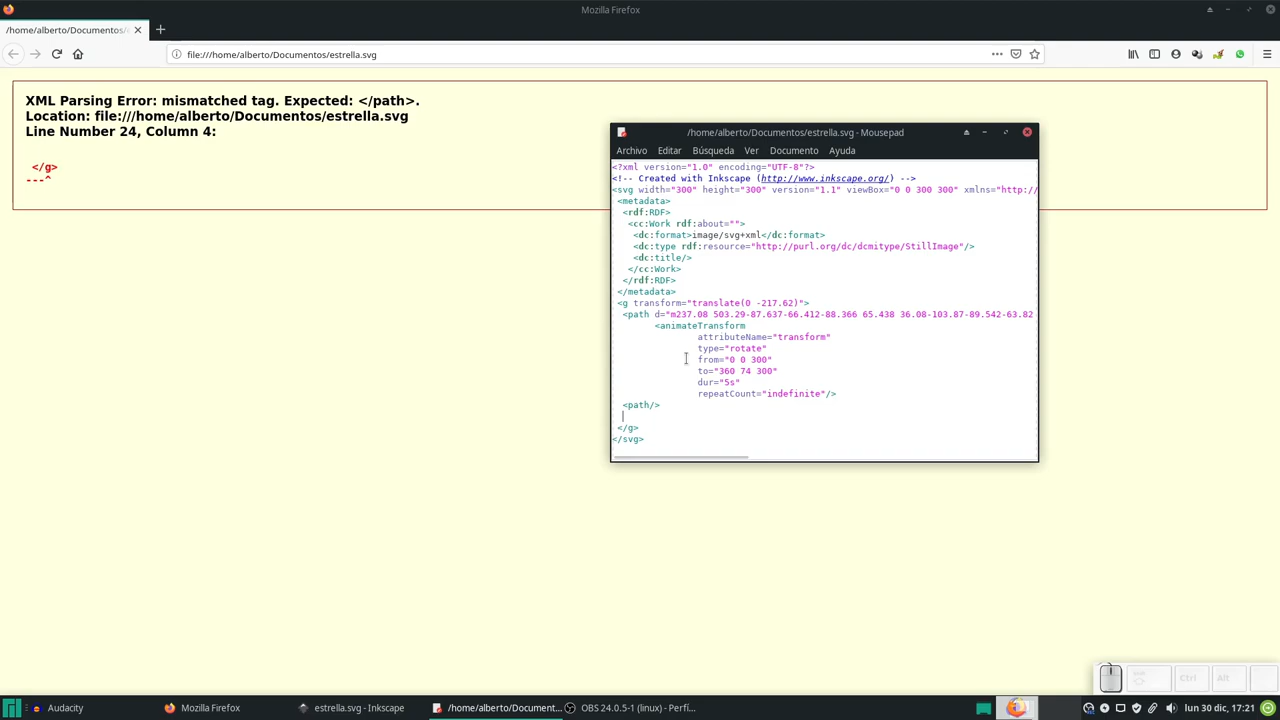 Mozilla Firefox
/home/alberto/Documentos/e
file:///home/alberto/Documentos/estrella.svg
XML Parsing Error: mismatched tag. Expected: </path>.
Location: file:///home/alberto/Documentos/estrella.svg
Line Number 24, Column 4:
</g>
---^
/home/alberto/Documentos/estrella.svg - Mousepad
Archivo Editar Búsqueda Ver Documento Ayuda
<?xml version="1.0" encoding="UTF-8"?>
<!-- Created with Inkscape (http://www.inkscape.org/) -->
<svg width="300" height="300" version="1.1" viewBox="0 0 300 300" xmlns="http:/
<metadata>
<rdf:RDF>
<cc:Work rdf:about="">
<dc:format>image/svg+xml</dc:format>
<dc:type rdf:resource="http://purl.org/dc/dcmitype/StillImage"/>
<dc:title/>
</cc:Work>
</rdf:RDF>
</metadata>
<g transform="translate(0 -217.62)">
<path d="m237.08 503.29-87.637-66.412-88.366 65.438 36.08-103.87-89.542-63.82
<animateTransform
attributeName="transform"
type="rotate"
from="0 0 300"
to="360 74 300"
dur="5s"
repeatCount="indefinite"/>
<path/>
</g>
</svg>
Ctrl Alt
Audacity Mozilla Firefox estrella.svg - Inkscape /home/alberto/Document... OBS 24.0.5-1 (linux) - Perfí... lun 30 dic, 17:21